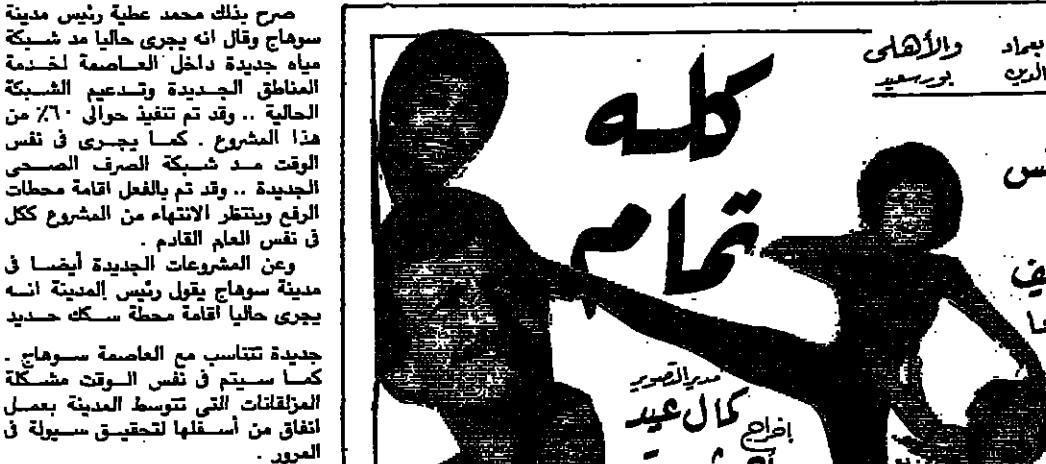 صرح بذلك محمد عطية رئيس مدينة
سوهاج وقال انه يجرى حاليا مد شبكة
مياه جديدة داخل العاصمة لخدمة
المناطق الجديدة وتدعيم الشبكة
الحالية .. وقد تم تنفيذ حوالى ٦٠٪ من
هذا المشروع . كما يجرى فى نفس
الوقت مد شبكة الصرف الصحى
الجديدة .. وقد تم بالفعل اقامة محطات
الرفع وينتظر الانتهاء من المشروع ككل
فى نفس العام القادم .
وعن المشروعات الجديدة أيضا فى
مدينة سوهاج يقول رئيس المدينة انه
يجرى حاليا اقامة محطة سكك حديد
جديدة تتناسب مع العاصمة سوهاج .
كما سيتم فى نفس الوقت مشكلة
المزلقانات التى تتوسط المدينة بعمل
انفاق من أسفلها لتحقيق سيولة فى
المرور .
والأهلى
بورسعيد
بعماد
الدين
كله
تمام
مدير التصوير
كمال عيد
إخراج